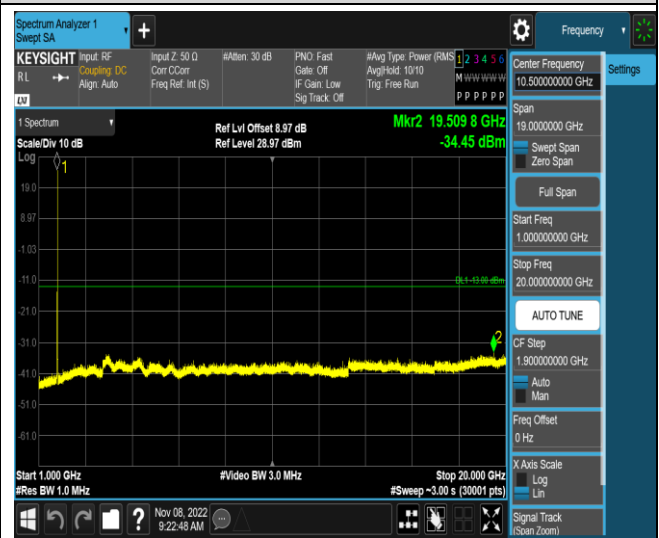 Spectrum Analyzer 1
Swept SA
+
Frequency
KEYSIGHT
RL
LXI
Input: RF
Coupling: DC
Align: Auto
Input Z: 50 Ω
Corr CCorr
Freq Ref: Int (S)
#Atten: 30 dB
PNO: Fast
Gate: Off
IF Gain: Low
Sig Track: Off
#Avg Type: Power (RMS
Avg|Hold: 10/10
Trig: Free Run
1 2 3 4 5 6
M W W W W W
P P P P P P
1 Spectrum
Scale/Div 10 dB
Log
Ref Lvl Offset 8.97 dB
Ref Level 28.97 dBm
Mkr2 19.509 8 GHz
-34.45 dBm
1
19.0
8.97
-1.03
-11.0
DL1 -13.00 dBm
-21.0
-31.0
2
-41.0
-51.0
-61.0
Start 1.000 GHz
#Res BW 1.0 MHz
#Video BW 3.0 MHz
Stop 20.000 GHz
#Sweep ~3.00 s (30001 pts)
Center Frequency
10.500000000 GHz
Settings
Span
19.0000000 GHz
Swept Span
Zero Span
Full Span
Start Freq
1.000000000 GHz
Stop Freq
20.000000000 GHz
AUTO TUNE
CF Step
1.900000000 GHz
Auto
Man
Freq Offset
0 Hz
X Axis Scale
Log
Lin
Signal Track
(Span Zoom)
?
Nov 08, 2022
9:22:48 AM